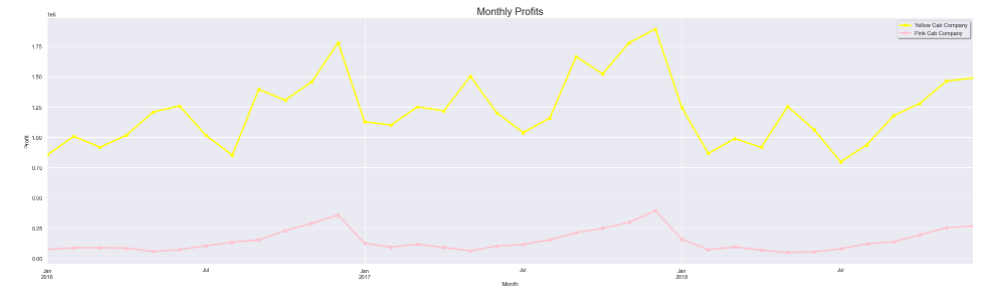 Monthly Profits
1e6
Yellow Cab Company
Pink Cab Company
1.75
1.50
1.25
1.00
Profit
0.75
0.50
0.25
0.00
Jan Jul Jan Jul Jan Jul
2016 2017 2018
Month